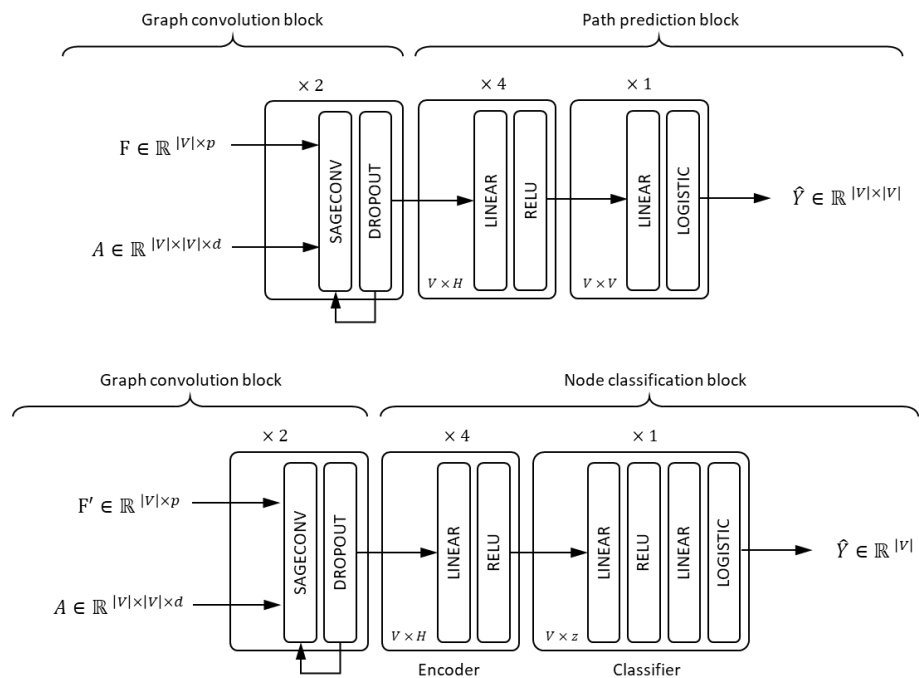 Graph convolution block
Path prediction block
× 2
× 4
× 1
F ∈ ℝ |V|×p
A ∈ ℝ |V|×|V|×d
SAGECONV
DROPOUT
LINEAR
RELU
V × H
LINEAR
LOGISTIC
V × V
Ŷ ∈ ℝ |V|×|V|
Graph convolution block
Node classification block
× 2
× 4
× 1
F′ ∈ ℝ |V|×p
A ∈ ℝ |V|×|V|×d
SAGECONV
DROPOUT
LINEAR
RELU
V × H
LINEAR
RELU
LINEAR
LOGISTIC
V × z
Ŷ ∈ ℝ |V|
Encoder
Classifier